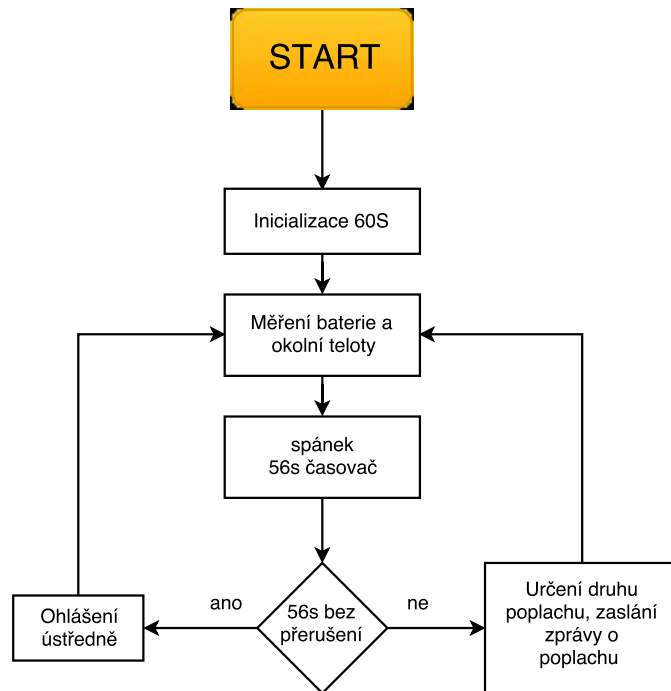 START
Inicializace 60S
Měření baterie a
okolní teloty
spánek
56s časovač
ano
56s bez
přerušení
ne
Ohlášení
ústředně
Určení druhu
poplachu, zaslání
zprávy o
poplachu